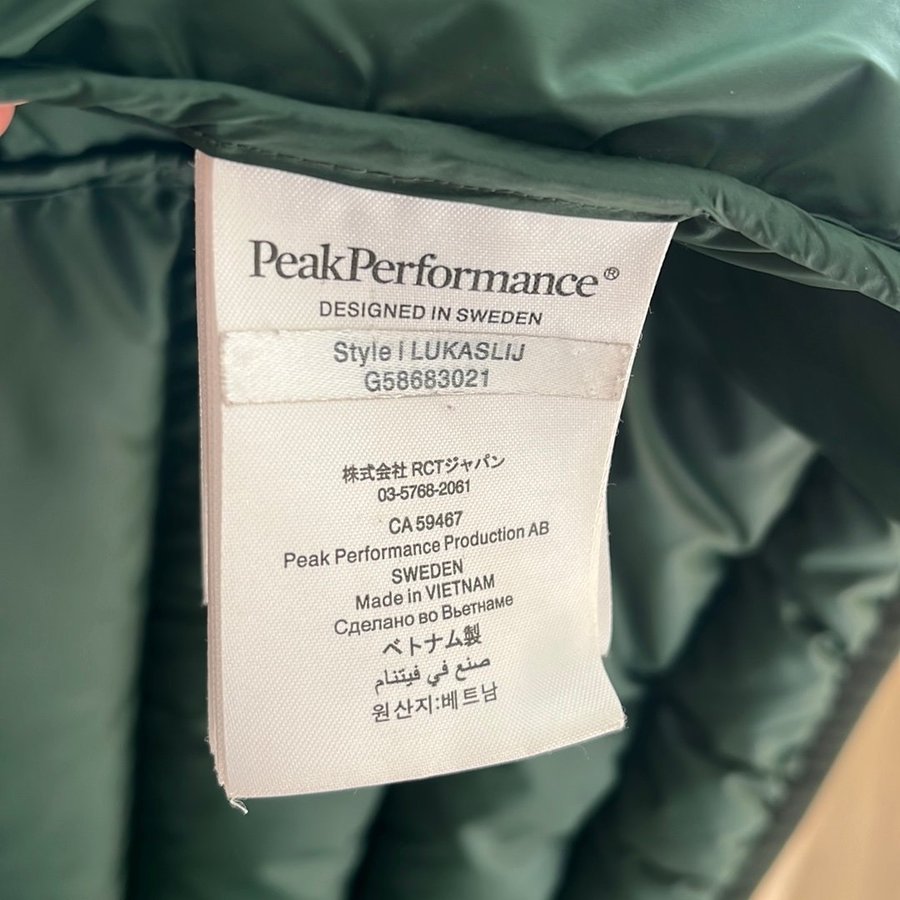 PeakPerformance®
DESIGNED IN SWEDEN
Style | LUKASLIJ
G58683021
株式会社 RCTジャパン
03-5768-2061
CA 59467
Peak Performance Production AB
SWEDEN
Made in VIETNAM
Сделано во Вьетнаме
ベトナム製
صنع في فيتنام
원산지:베트남